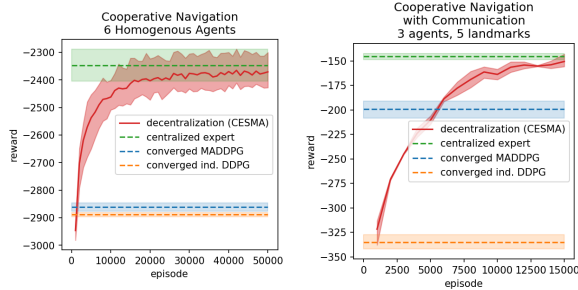 Cooperative Navigation
6 Homogenous Agents
−2300
−2400
−2500
−2600
−2700
−2800
−2900
−3000
reward
decentralization (CESMA)
centralized expert
converged MADDPG
converged ind. DDPG
0 10000 20000 30000 40000 50000
episode
Cooperative Navigation
with Communication
3 agents, 5 landmarks
−150
−175
−200
−225
−250
−275
−300
−325
−350
reward
decentralization (CESMA)
centralized expert
converged MADDPG
converged ind. DDPG
0 2500 5000 7500 10000 12500 15000
episode